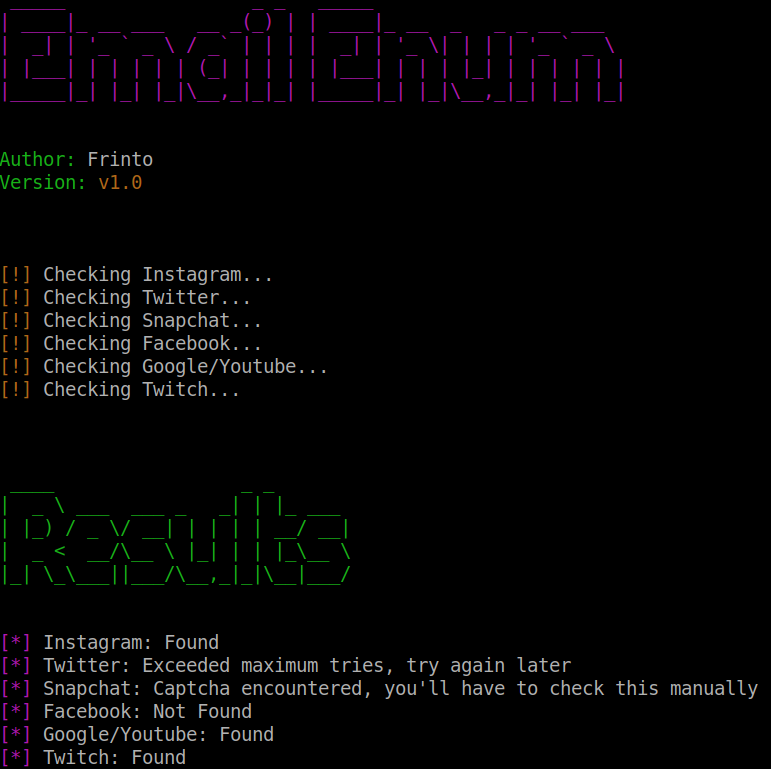 Email Enum
Author: Frinto
Version: v1.0
[!] Checking Instagram...
[!] Checking Twitter...
[!] Checking Snapchat...
[!] Checking Facebook...
[!] Checking Google/Youtube...
[!] Checking Twitch...
Results
[*] Instagram: Found
[*] Twitter: Exceeded maximum tries, try again later
[*] Snapchat: Captcha encountered, you'll have to check this manually
[*] Facebook: Not Found
[*] Google/Youtube: Found
[*] Twitch: Found